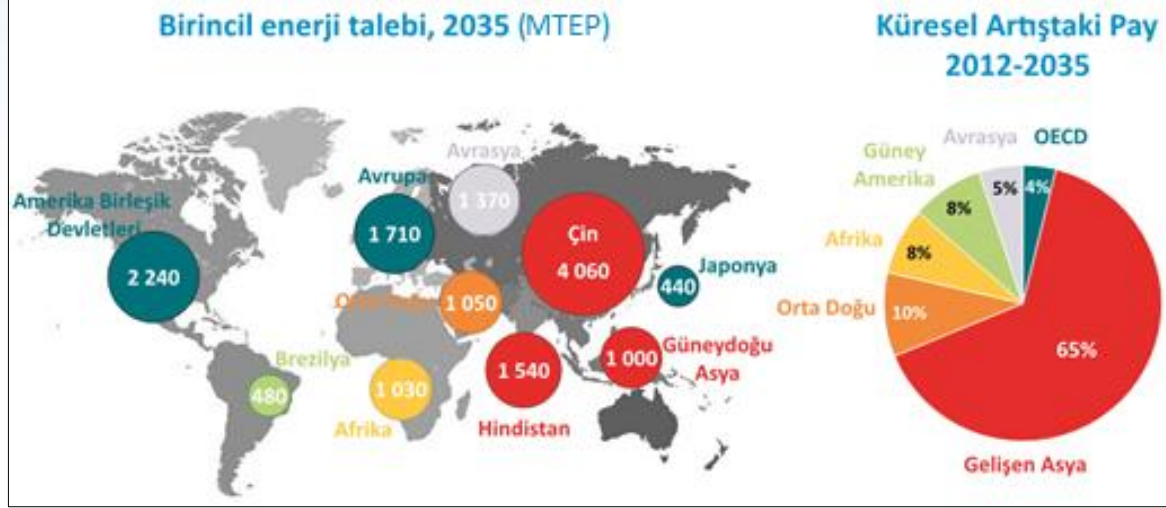 Birincil enerji talebi, 2035 (MTEP)
Amerika Birleşik
Devletleri
2 240
Brezilya
480
Avrupa
1 710
Avrasya
1 370
Orta Doğu
1 050
Afrika
1 030
Çin
4 060
Hindistan
1 540
Japonya
440
Güneydoğu
Asya
1 000
Küresel Artıştaki Pay
2012-2035
Avrasya
5%
OECD
4%
Güney
Amerika
8%
Afrika
8%
Orta Doğu
10%
65%
Gelişen Asya